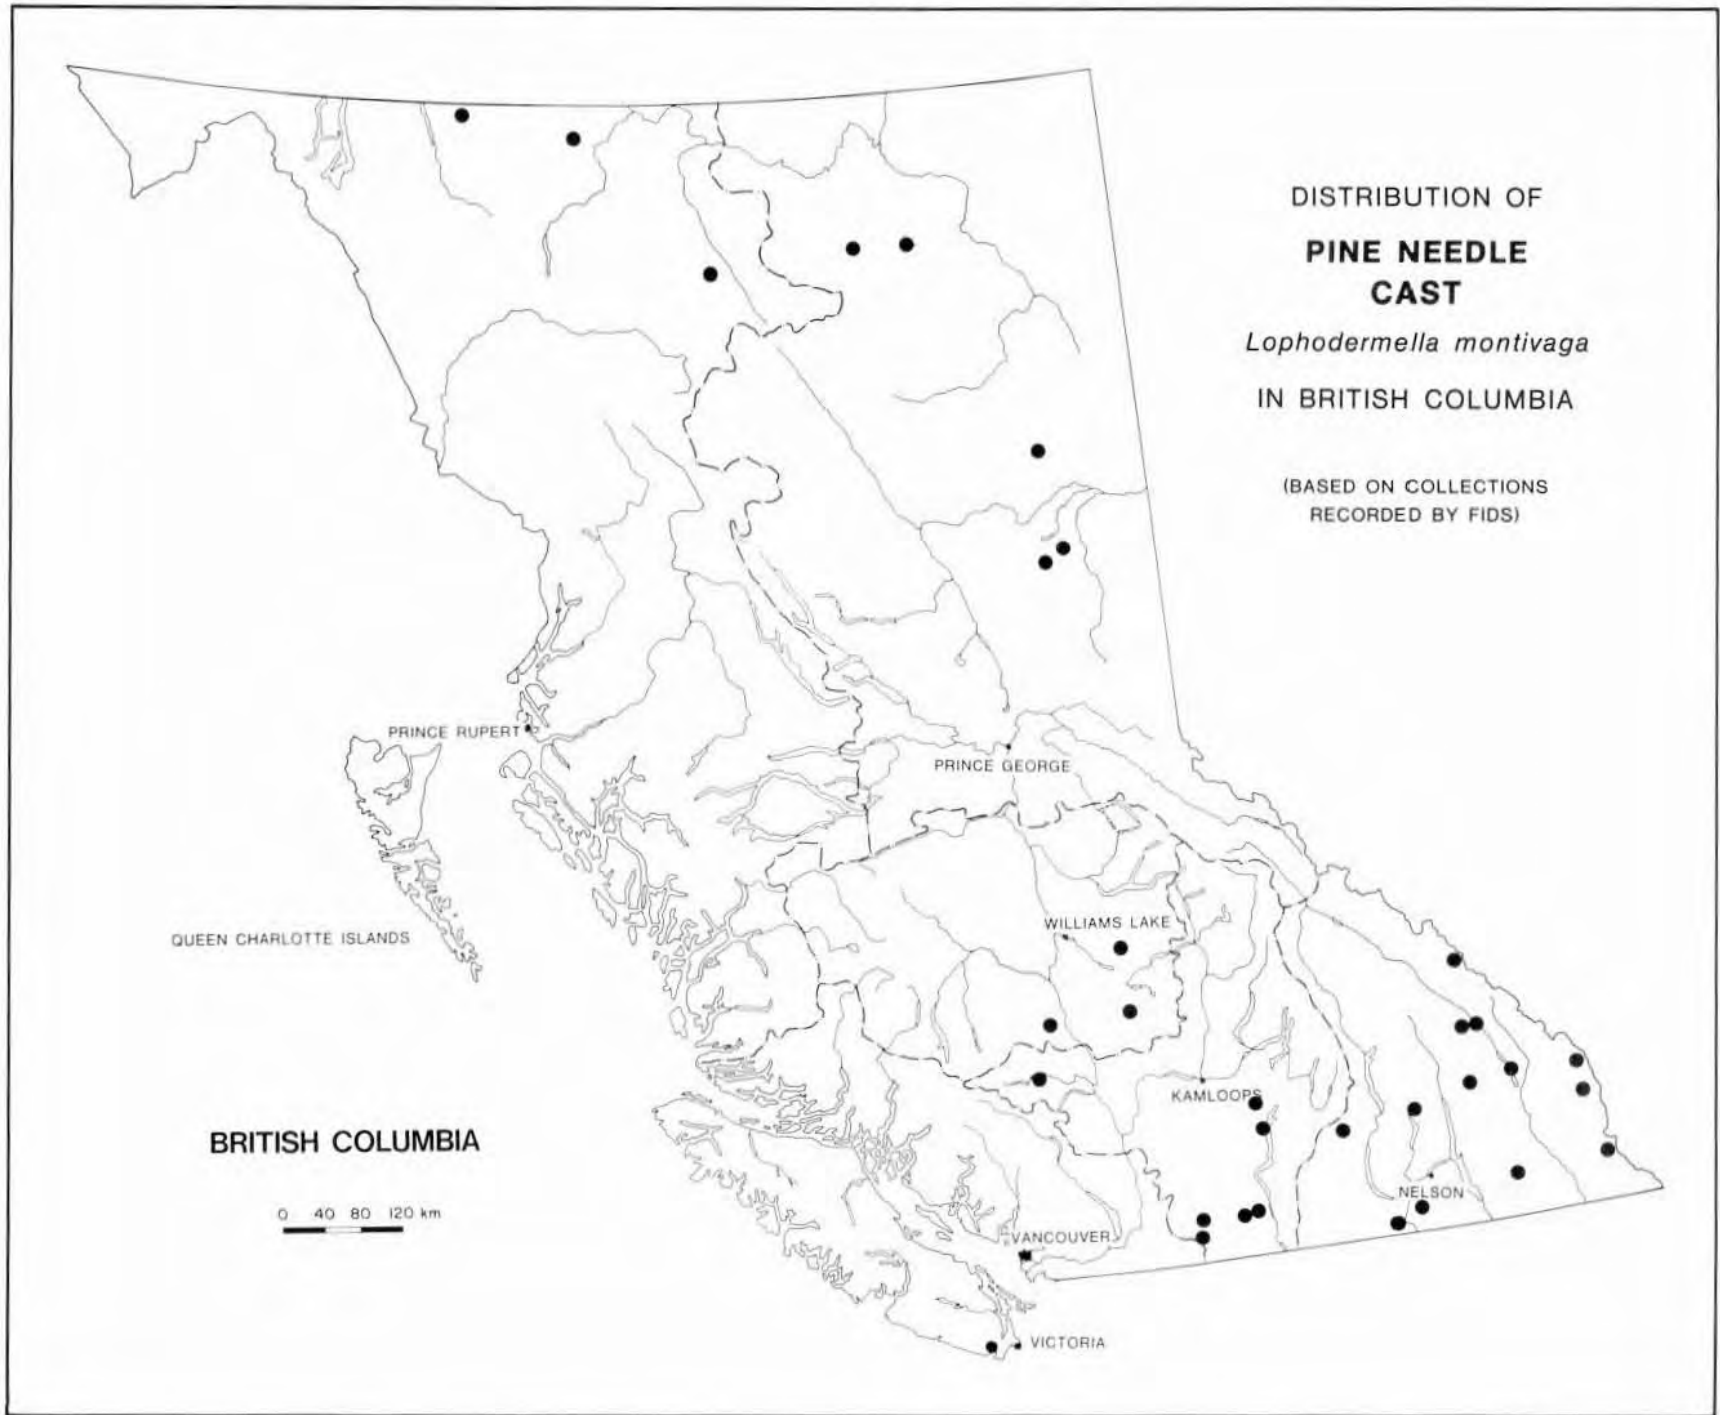 DISTRIBUTION OF
PINE NEEDLE
CAST
Lophodermella montivaga
IN BRITISH COLUMBIA
(BASED ON COLLECTIONS
RECORDED BY FIDS)
PRINCE RUPERT
PRINCE GEORGE
QUEEN CHARLOTTE ISLANDS
WILLIAMS LAKE
KAMLOOPS
BRITISH COLUMBIA
0 40 80 120 km
NELSON
VANCOUVER
VICTORIA